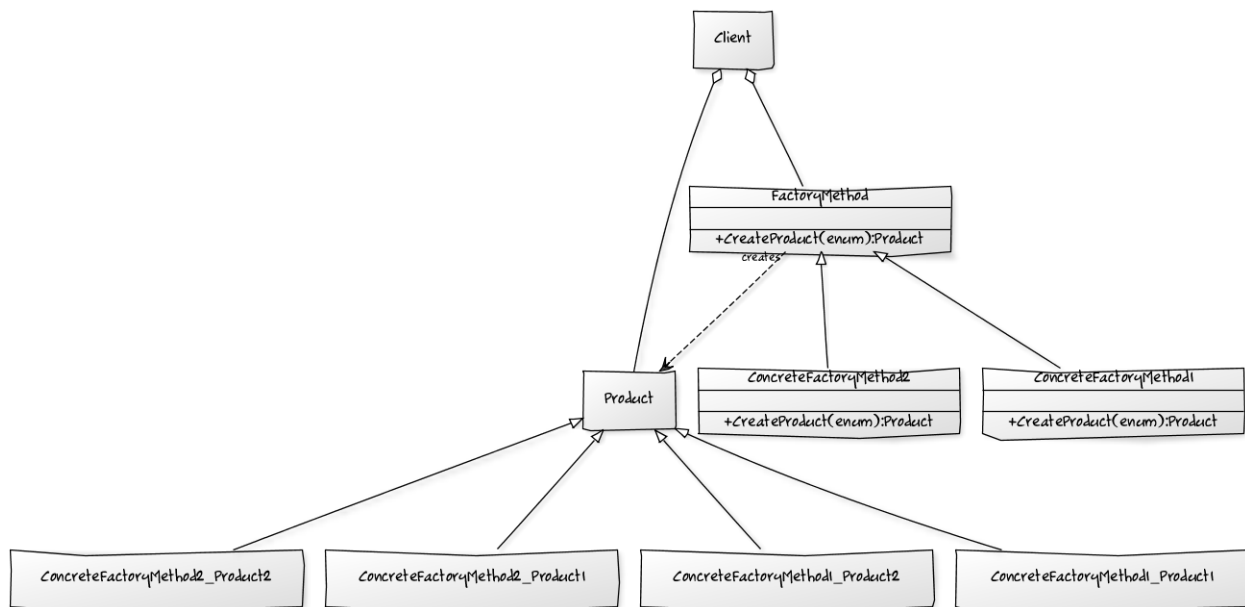 Client
FactoryMethod
+CreateProduct(enum):Product
creates
Product
ConcreteFactoryMethod2
+CreateProduct(enum):Product
ConcreteFactoryMethod1
+CreateProduct(enum):Product
ConcreteFactoryMethod2_Product2
ConcreteFactoryMethod2_Product1
ConcreteFactoryMethod1_Product2
ConcreteFactoryMethod1_Product1